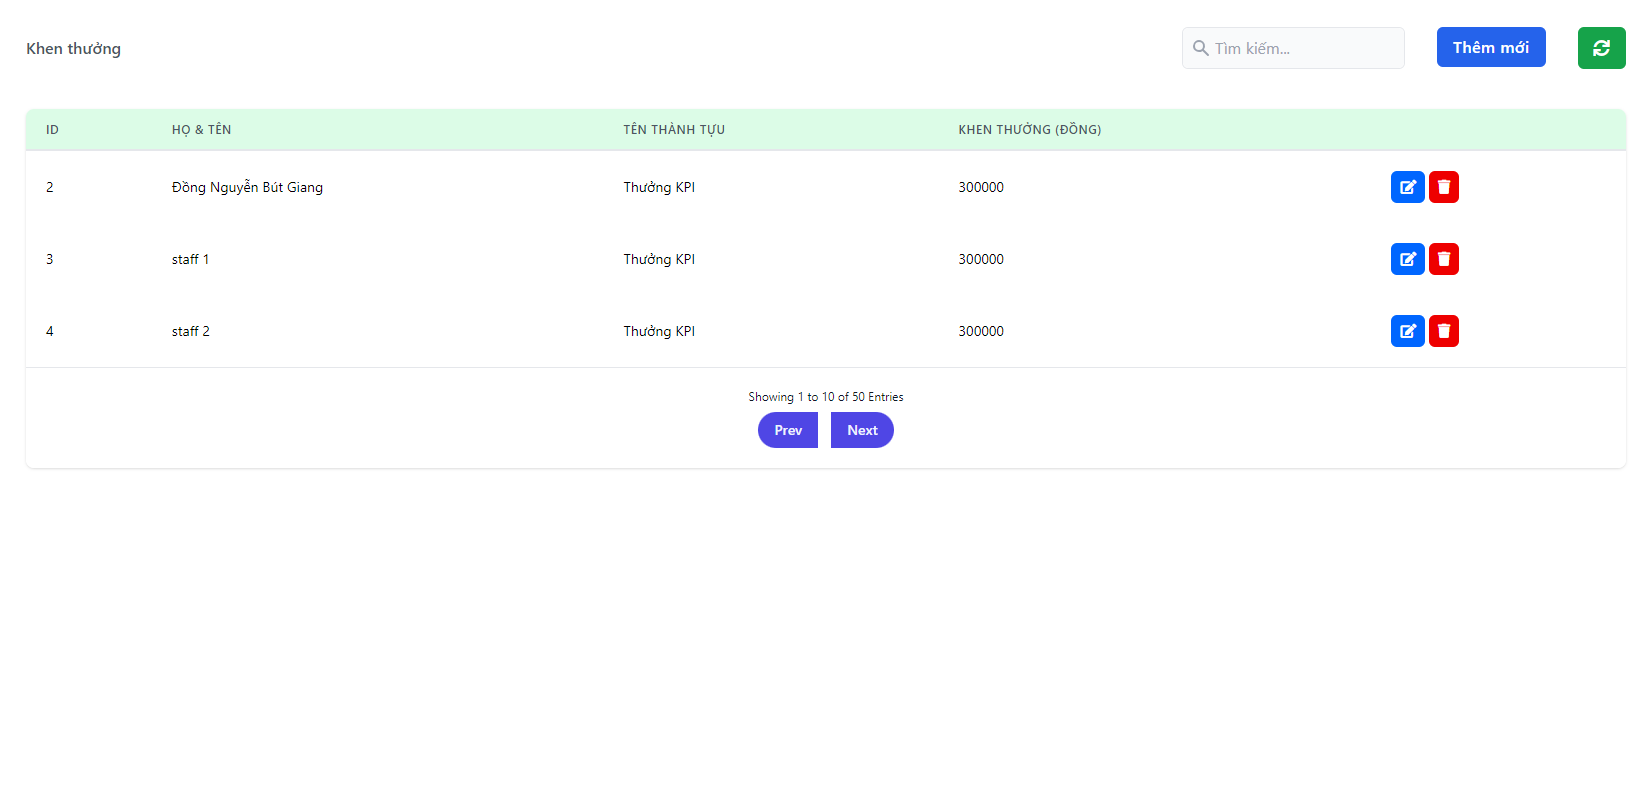 Khen thưởng
Tìm kiếm...
Thêm mới
ID HỌ & TÊN TÊN THÀNH TỰU KHEN THƯỞNG (ĐỒNG)
2 Đồng Nguyễn Bút Giang Thưởng KPI 300000
3 staff 1 Thưởng KPI 300000
4 staff 2 Thưởng KPI 300000
Showing 1 to 10 of 50 Entries
Prev Next